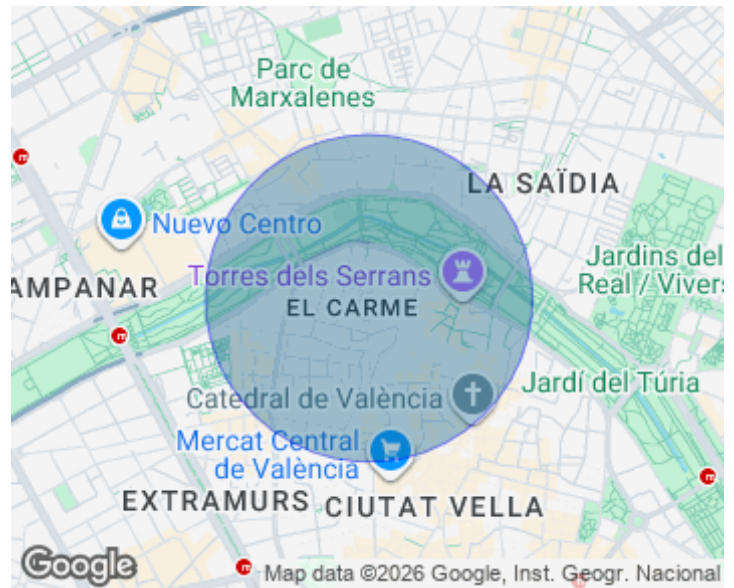 Parc de
Marxalenes
LA SAÏDIA
Nuevo Centro
Jardins del
Real / Vivers
Torres dels Serrans
AMPANAR
EL CARME
Jardí del Túria
Catedral de València
Mercat Central
de València
EXTRAMURS
CIUTAT VELLA
Google
Map data ©2026 Google, Inst. Geogr. Nacional